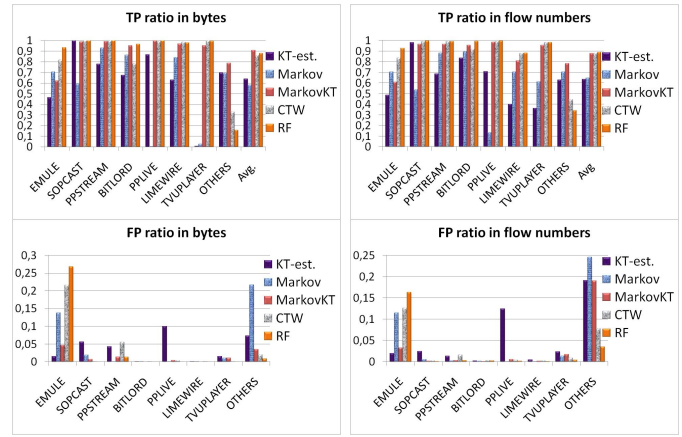 TP ratio in bytes
1
0,9
0,8
0,7
0,6
0,5
0,4
0,3
0,2
0,1
0
KT-est.
Markov
MarkovKT
CTW
RF
EMULE
SOPCAST
PPSTREAM
BITLORD
PPLIVE
LIMEWIRE
TVUPLAYER
OTHERS
Avg.
TP ratio in flow numbers
1
0,9
0,8
0,7
0,6
0,5
0,4
0,3
0,2
0,1
0
KT-est.
Markov
MarkovKT
CTW
RF
EMULE
SOPCAST
PPSTREAM
BITLORD
PPLIVE
LIMEWIRE
TVUPLAYER
OTHERS
Avg
FP ratio in bytes
0,3
0,25
0,2
0,15
0,1
0,05
0
KT-est.
Markov
MarkovKT
CTW
RF
EMULE
SOPCAST
PPSTREAM
BITLORD
PPLIVE
LIMEWIRE
TVUPLAYER
OTHERS
FP ratio in flow numbers
0,25
0,2
0,15
0,1
0,05
0
KT-est.
Markov
MarkovKT
CTW
RF
EMULE
SOPCAST
PPSTREAM
BITLORD
PPLIVE
LIMEWIRE
TVUPLAYER
OTHERS